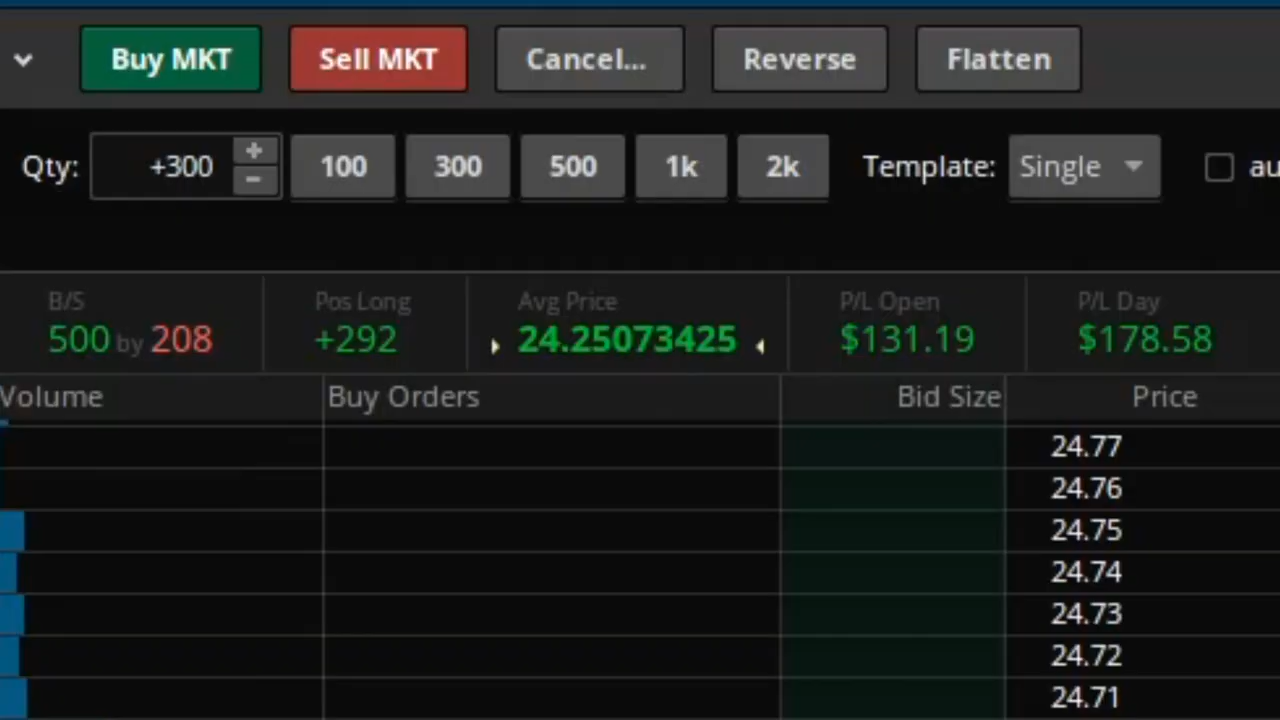 Buy MKT Sell MKT Cancel... Reverse Flatten
Qty: +300 + - 100 300 500 1k 2k Template: Single au
B/S Pos Long Avg Price P/L Open P/L Day
500 by 208 +292 24.25073425 $131.19 $178.58
Volume Buy Orders Bid Size Price
24.77
24.76
24.75
24.74
24.73
24.72
24.71